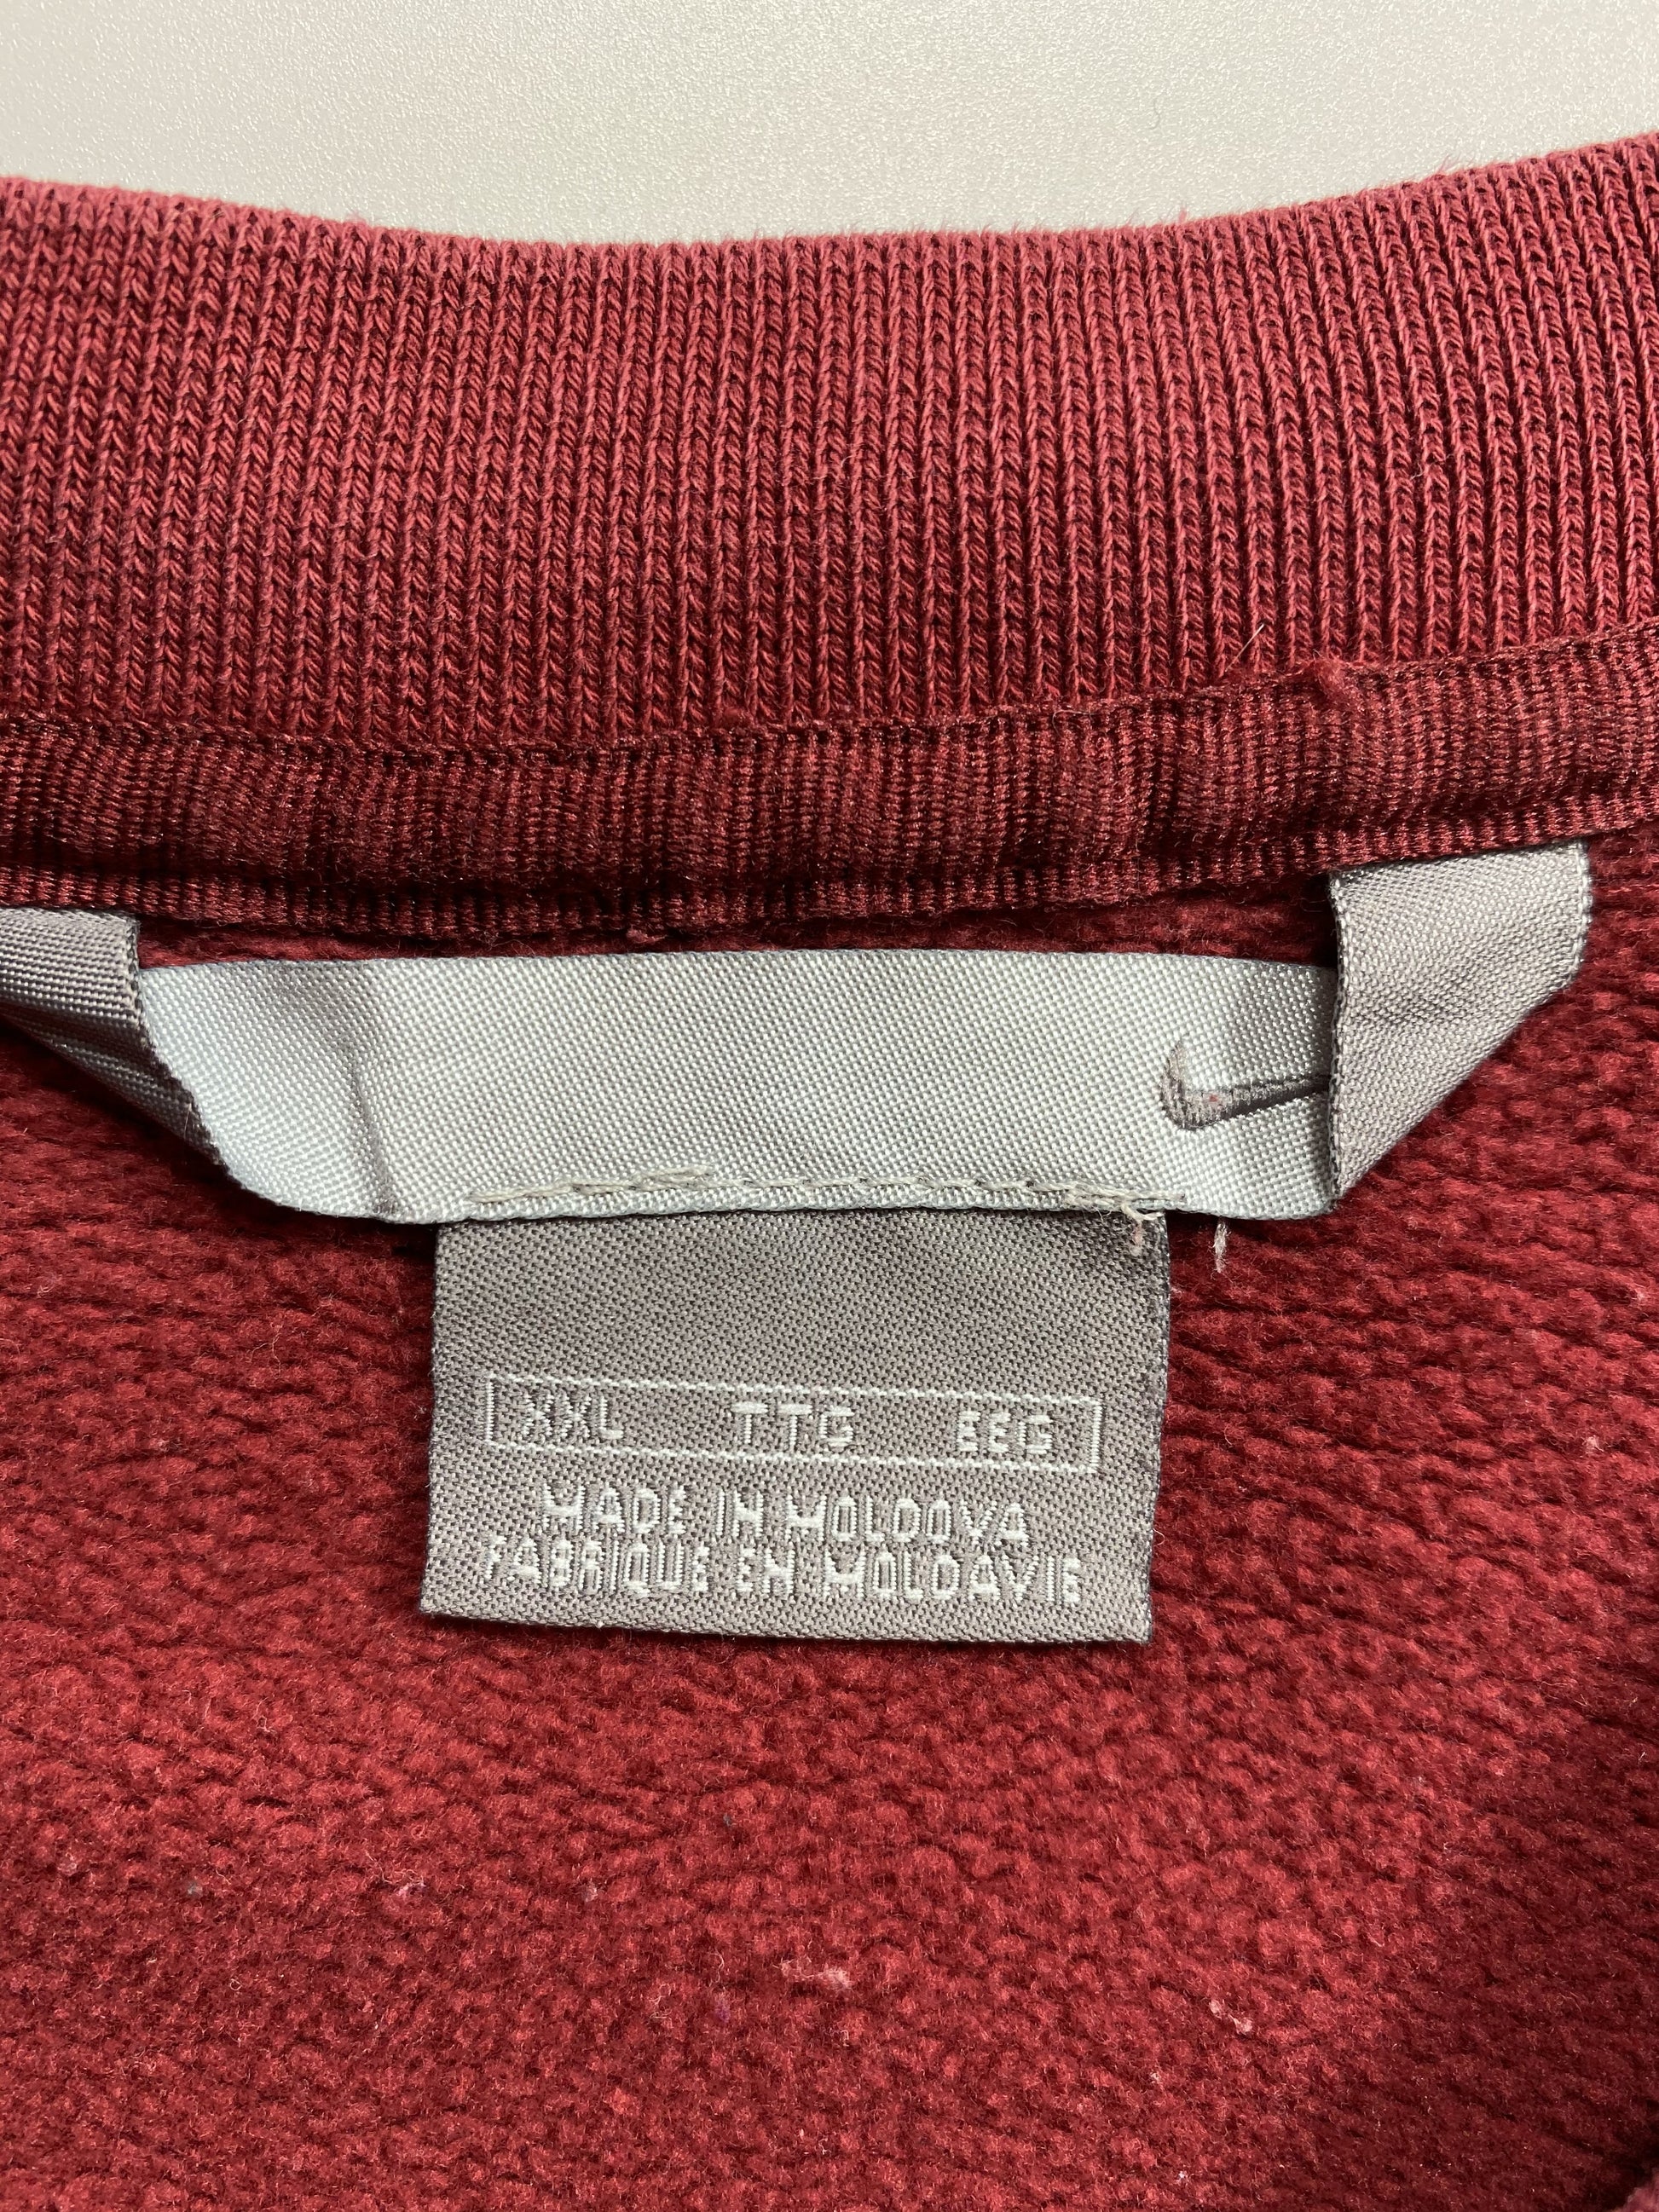 XXL TTG EEG
MADE IN MOLDOVA
FABRIQUE EN MOLDAVIE